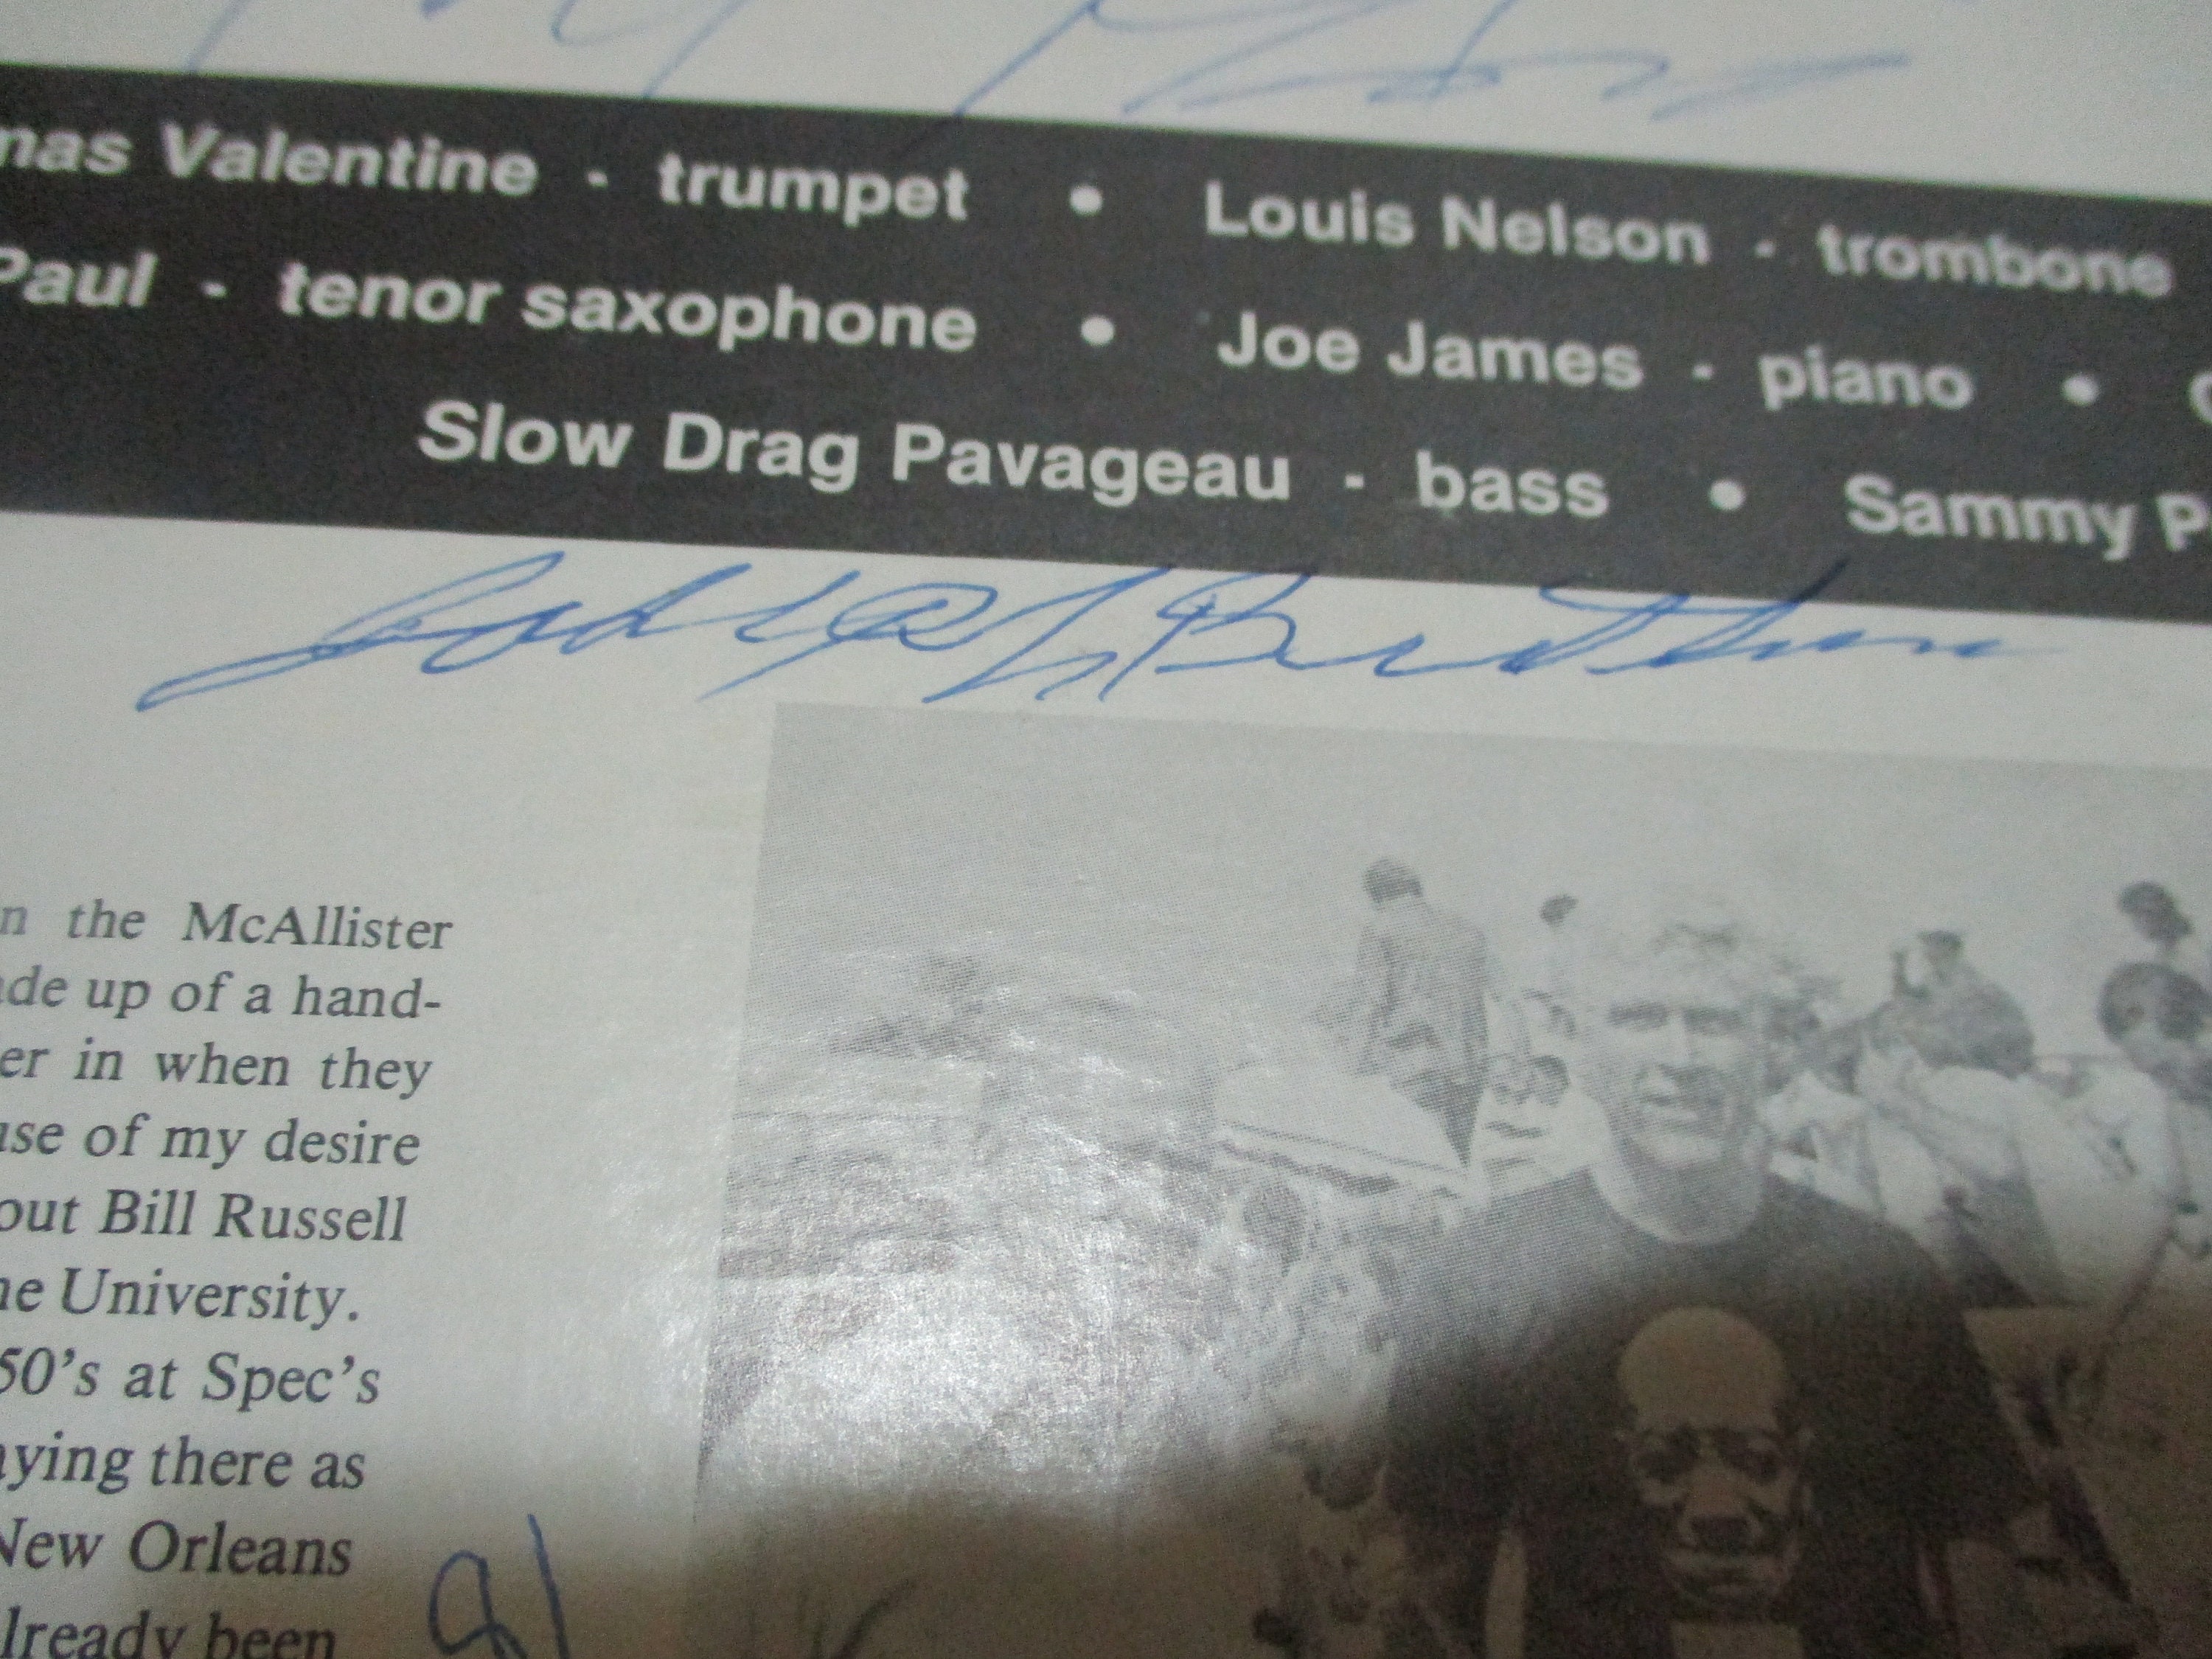 nas Valentine - trumpet • Louis Nelson - trombone
Paul - tenor saxophone • Joe James - piano •
Slow Drag Pavageau - bass • Sammy P
n the McAllister
de up of a hand-
er in when they
use of my desire
out Bill Russell
ne University.
50's at Spec's
ying there as
New Orleans
lready been